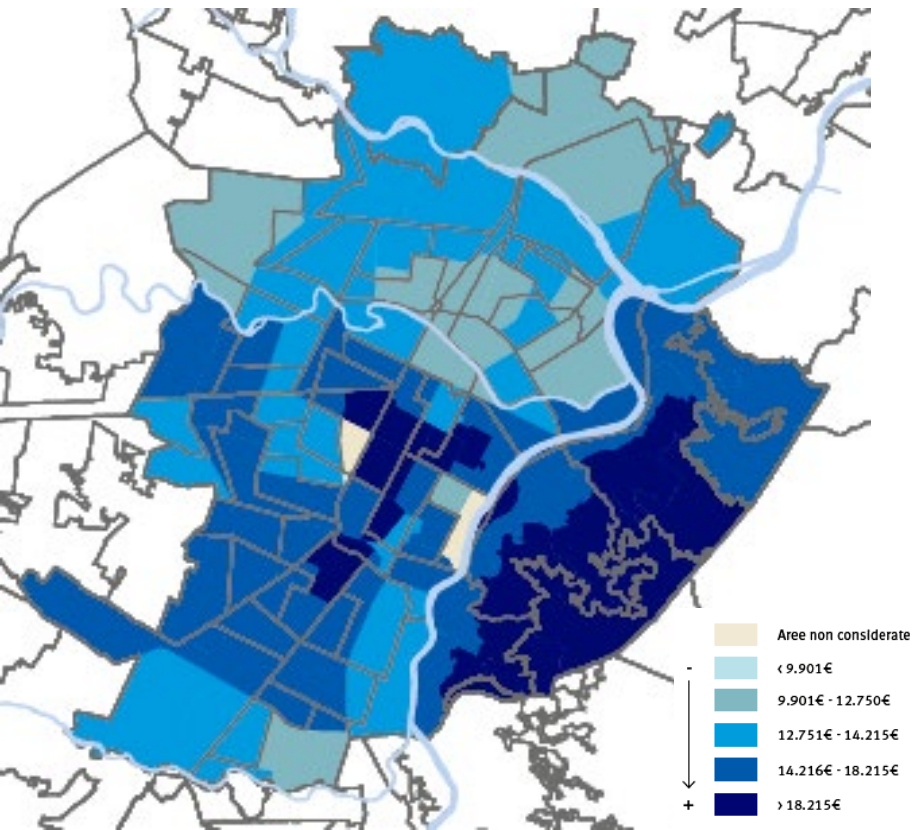 Aree non considerate
-
‹ 9.901€
9.901€ - 12.750€
12.751€ - 14.215€
14.216€ - 18.215€
+
› 18.215€